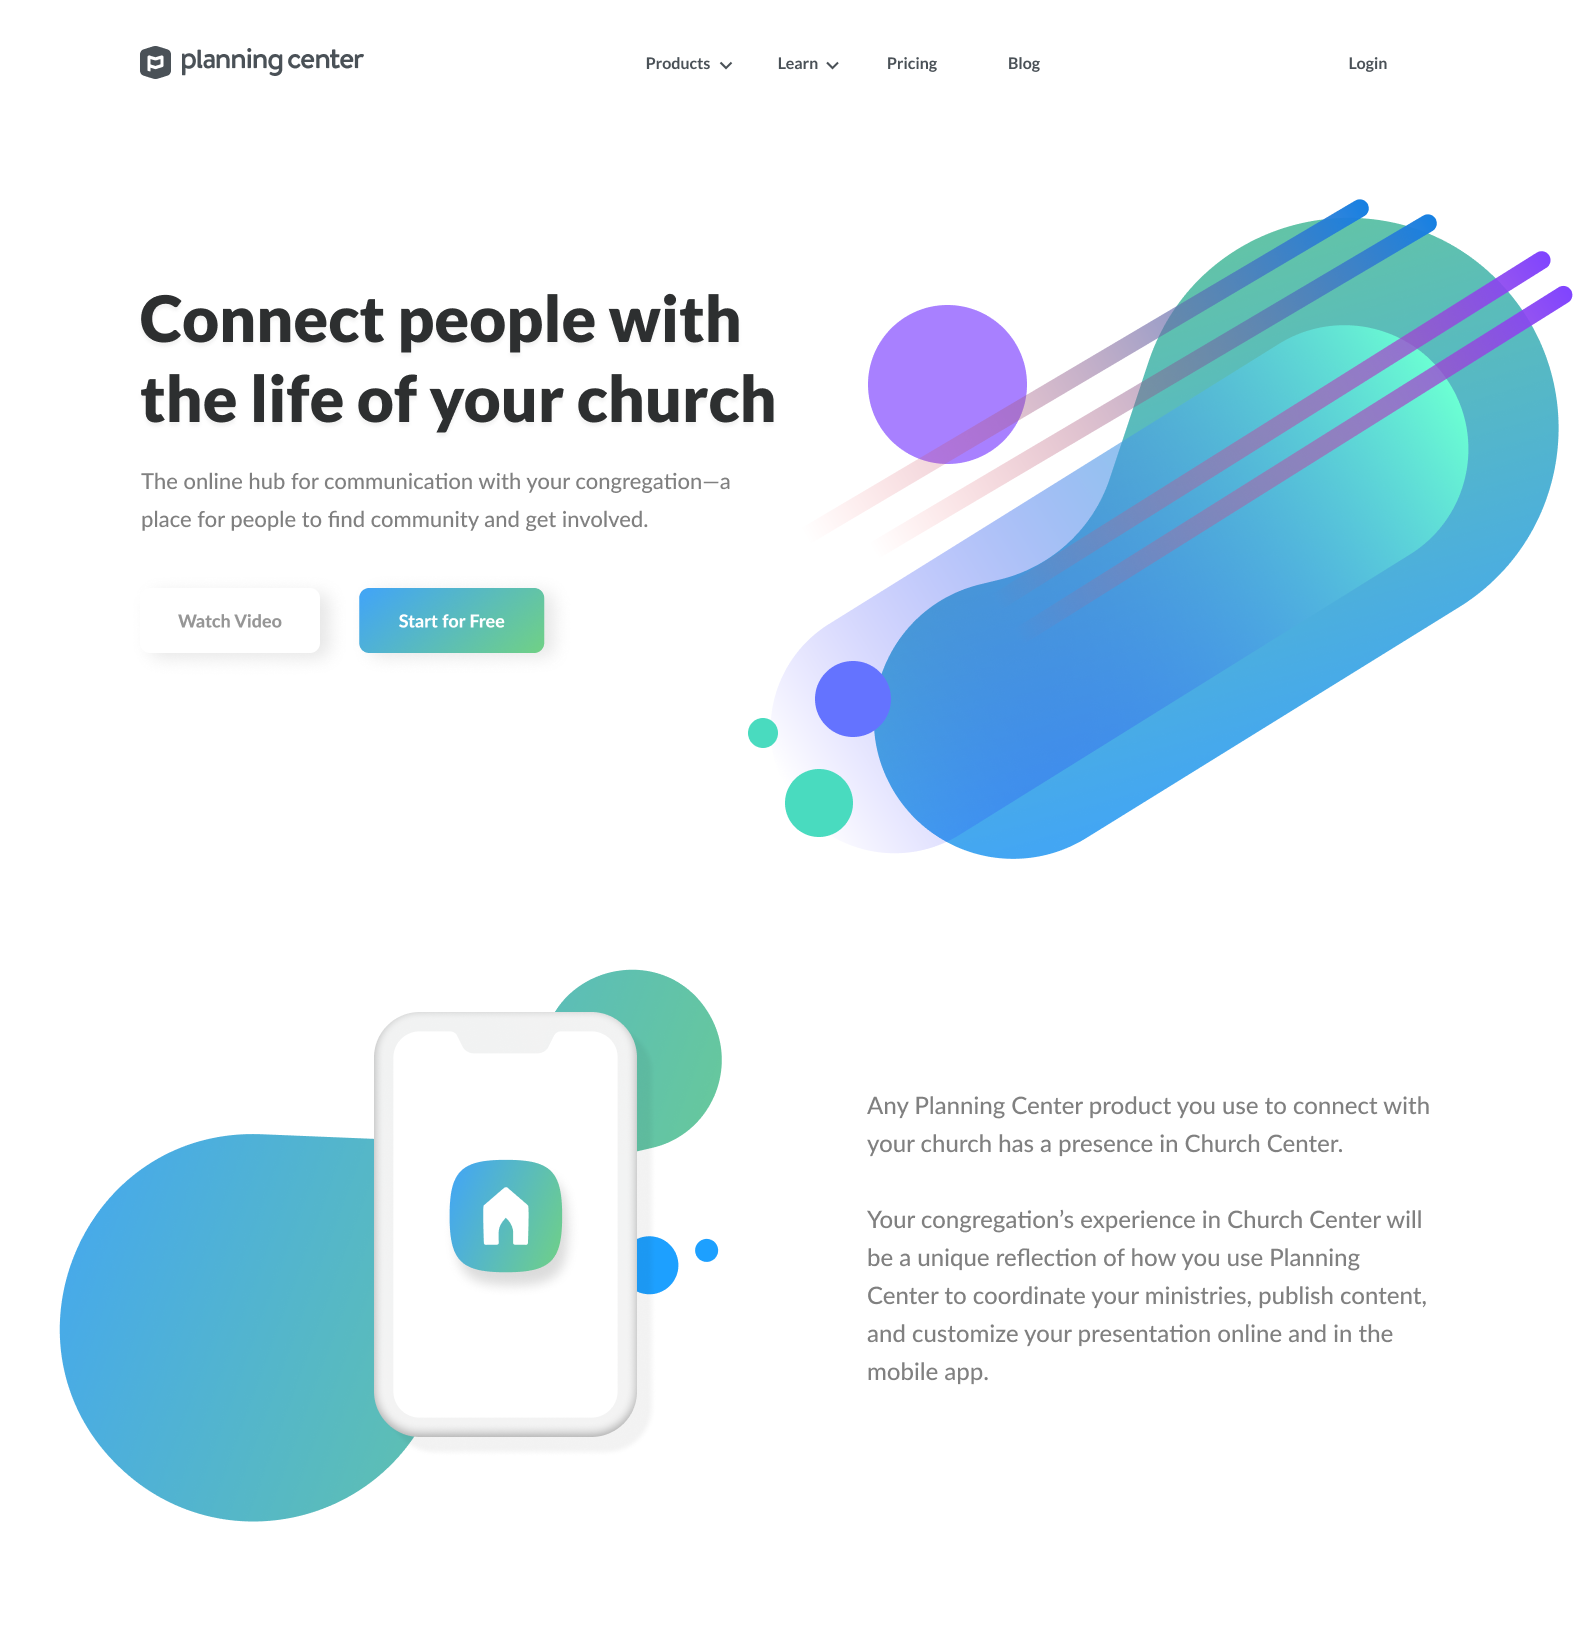 planning center
Products
Learn
Pricing
Blog
Login
Connect people with
the life of your church
The online hub for communication with your congregation—a
place for people to find community and get involved.
Watch Video
Start for Free
Any Planning Center product you use to connect with
your church has a presence in Church Center.
Your congregation’s experience in Church Center will
be a unique reflection of how you use Planning
Center to coordinate your ministries, publish content,
and customize your presentation online and in the
mobile app.